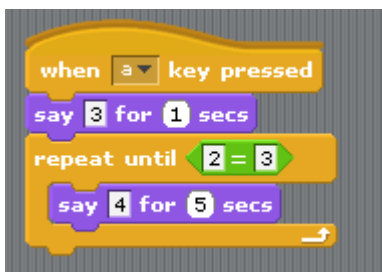 when a key pressed
say 3 for 1 secs
repeat until 2 = 3
say 4 for 5 secs